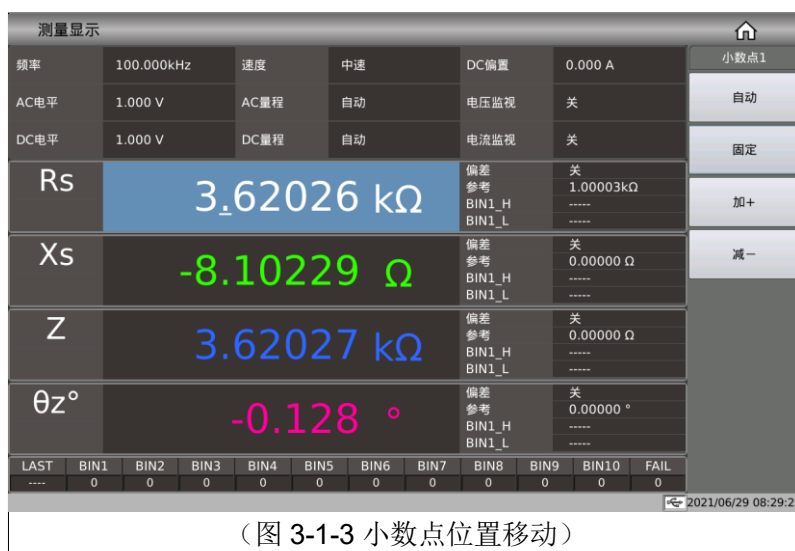 测量显示
小数点1
频率 100.000kHz 速度 中速 DC偏置 0.000 A
自动
AC电平 1.000 V AC量程 自动 电压监视 关
DC电平 1.000 V DC量程 自动 电流监视 关
固定
Rs 3.62026 kΩ
偏差 关
参考 1.00003kΩ
BIN1_H -----
BIN1_L -----
加+
Xs -8.10229 Ω
偏差 关
参考 0.00000 Ω
BIN1_H -----
BIN1_L -----
减−
Z 3.62027 kΩ
偏差 关
参考 0.00000 Ω
BIN1_H -----
BIN1_L -----
θz° -0.128 °
偏差 关
参考 0.00000 °
BIN1_H -----
BIN1_L -----
LAST BIN1 BIN2 BIN3 BIN4 BIN5 BIN6 BIN7 BIN8 BIN9 BIN10 FAIL
---- 0 0 0 0 0 0 0 0 0 0 0
2021/06/29 08:29:2
（图 3-1-3 小数点位置移动）